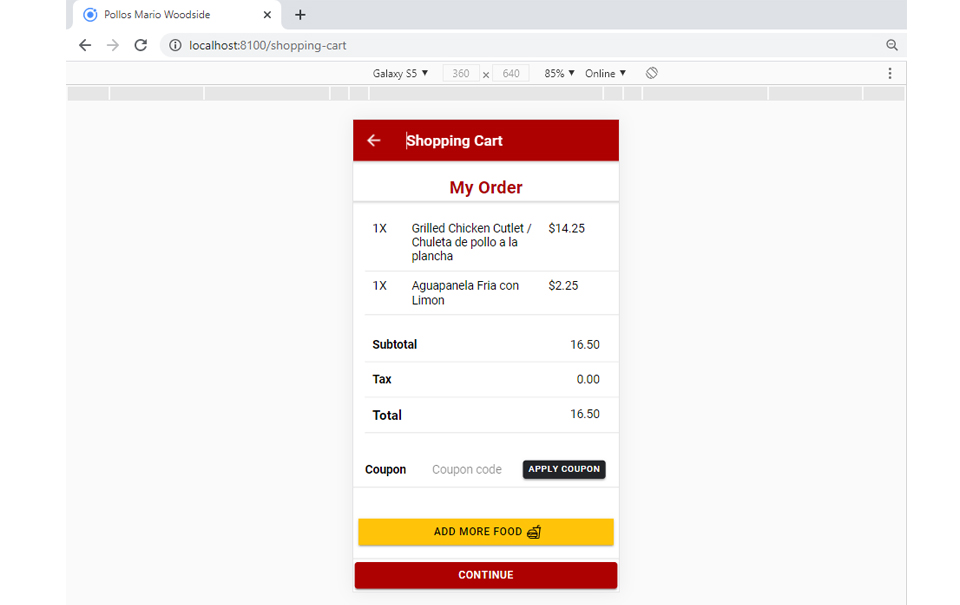 Pollos Mario Woodside
localhost:8100/shopping-cart
Galaxy S5 ▼ 360 x 640 85% ▼ Online ▼
Shopping Cart
My Order
1X Grilled Chicken Cutlet / $14.25
Chuleta de pollo a la
plancha
1X Aguapanela Fria con $2.25
Limon
Subtotal 16.50
Tax 0.00
Total 16.50
Coupon Coupon code APPLY COUPON
ADD MORE FOOD
CONTINUE